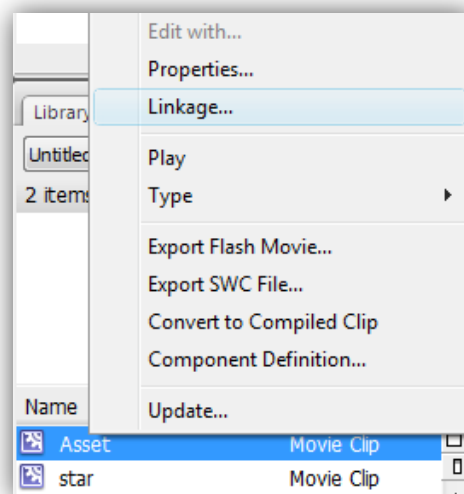 Edit with...
Properties...
Library
Linkage...
Untitled
Play
2 items
Type
Export Flash Movie...
Export SWC File...
Convert to Compiled Clip
Component Definition...
Name
Update...
Asset Movie Clip
star Movie Clip